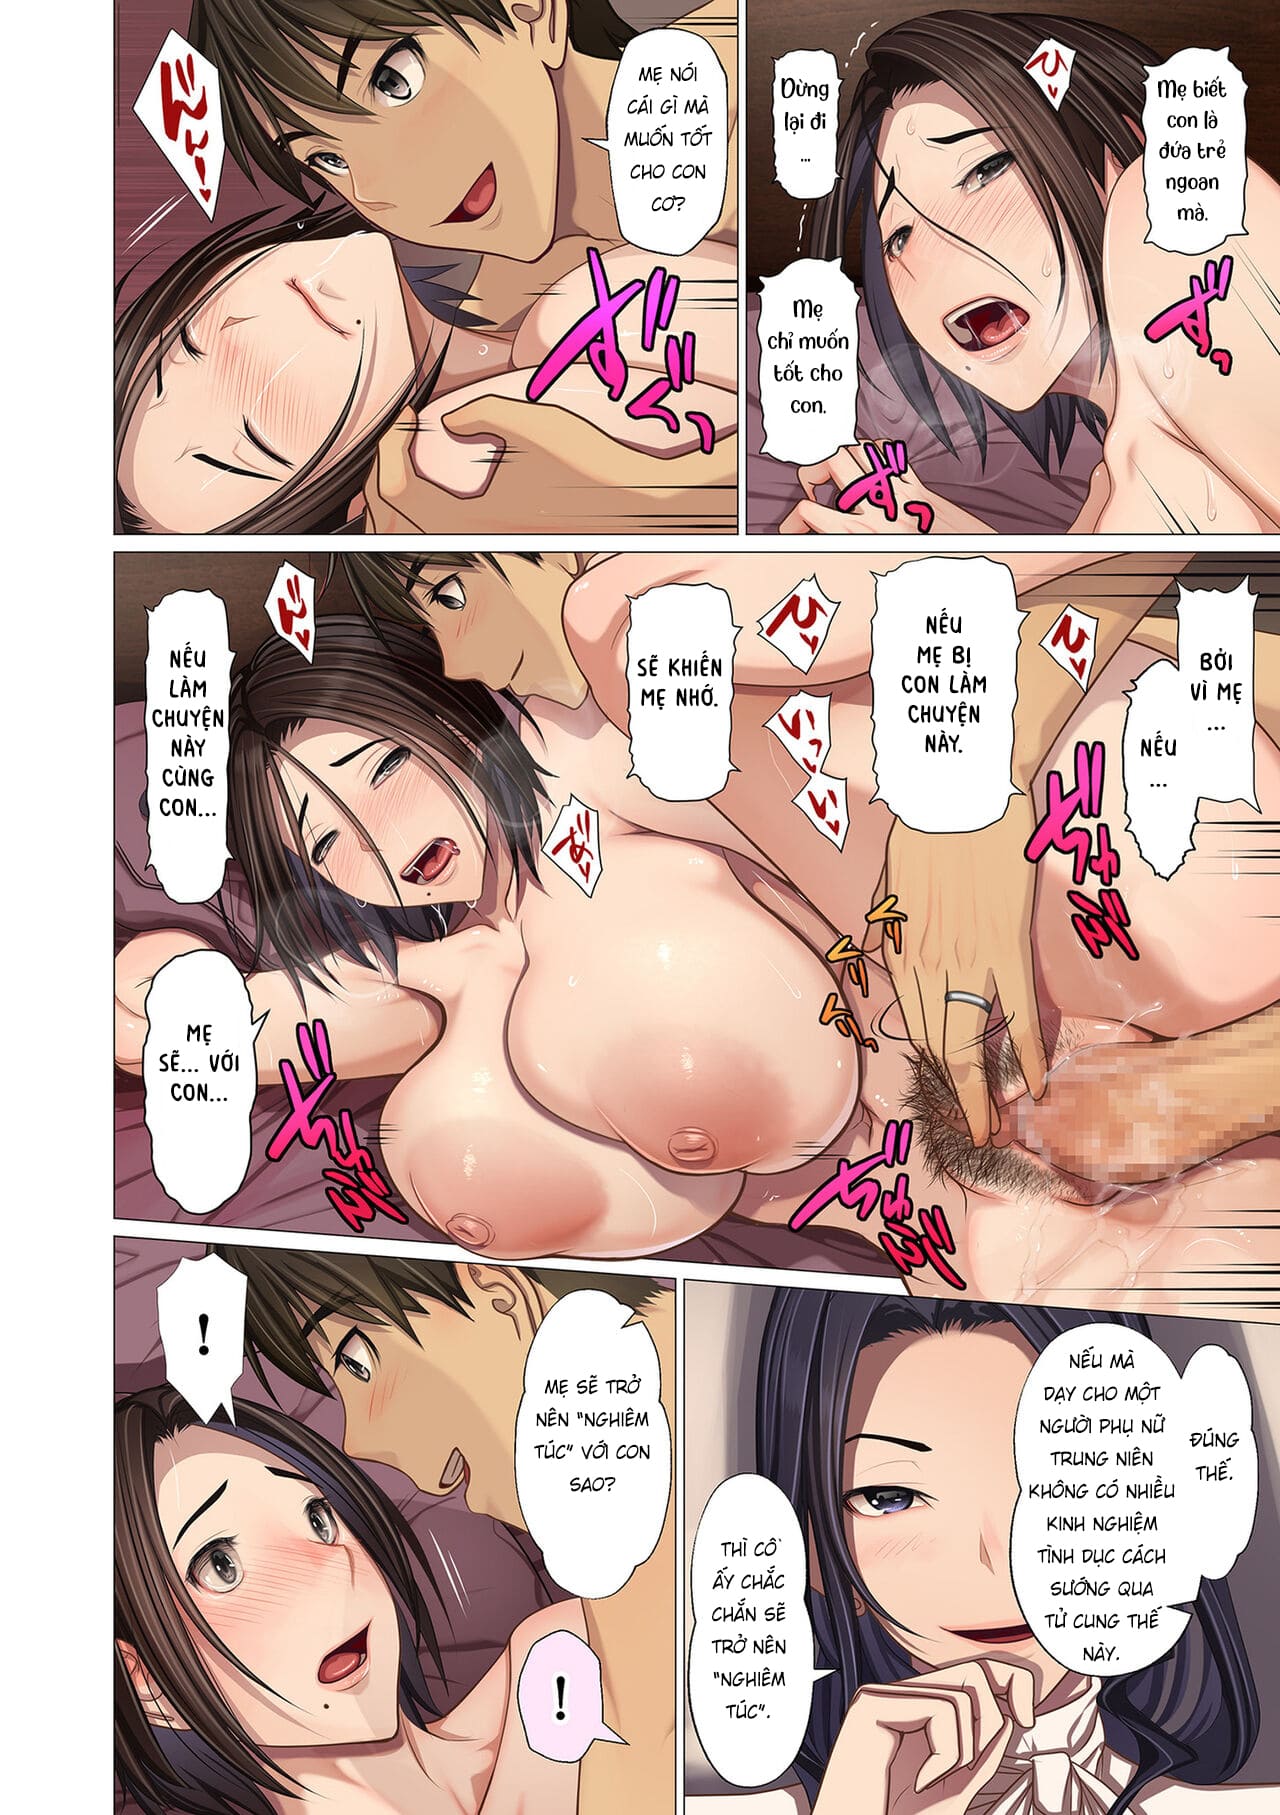 Mẹ biết
con là
đứa trẻ
ngoan
mà.
Dừng
lại đi
...
Mẹ
chỉ muốn
tốt cho
con.
MẸ NÓI
CÁI GÌ MÀ
MUỐN TỐT
CHO CON
CƠ?
BỞI
VÌ MẸ
...
NẾU
...
NẾU
MẸ BỊ
CON LÀM
CHUYỆN
NÀY.
SẼ KHIẾN
MẸ NHỚ.
NẾU
LÀM
CHUYỆN
NÀY
CÙNG
CON...
MẸ
SẼ... VỚI
CON...
ĐÚNG
THẾ.
NẾU MÀ
DẠY CHO MỘT
NGƯỜI PHỤ NỮ
TRUNG NIÊN
KHÔNG CÓ NHIỀU
KINH NGHIỆM
TÌNH DỤC CÁCH
SƯỚNG QUA
TỬ CUNG THẾ
NÀY.
THÌ CÔ
ẤY CHẮC
CHẮN SẼ
TRỞ NÊN
"NGHIÊM
TÚC".
MẸ SẼ TRỞ
NÊN "NGHIÊM
TÚC" VỚI CON
SAO?
!
!